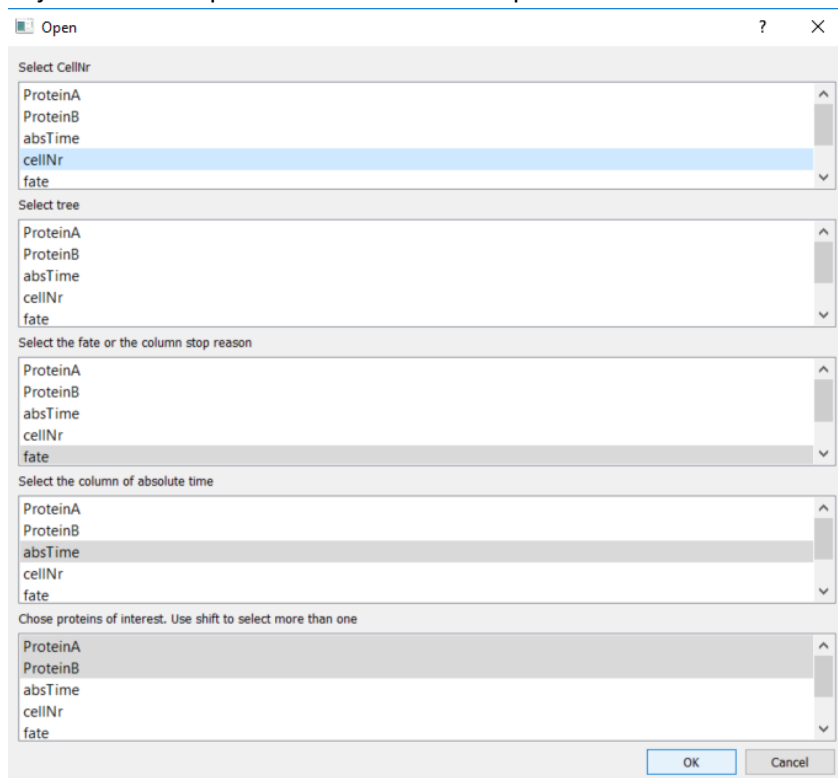 Open ?
Select CellNr
ProteinA
ProteinB
absTime
cellNr
fate
Select tree
ProteinA
ProteinB
absTime
cellNr
fate
Select the fate or the column stop reason
ProteinA
ProteinB
absTime
cellNr
fate
Select the column of absolute time
ProteinA
ProteinB
absTime
cellNr
fate
Chose proteins of interest. Use shift to select more than one
ProteinA
ProteinB
absTime
cellNr
fate
OK Cancel